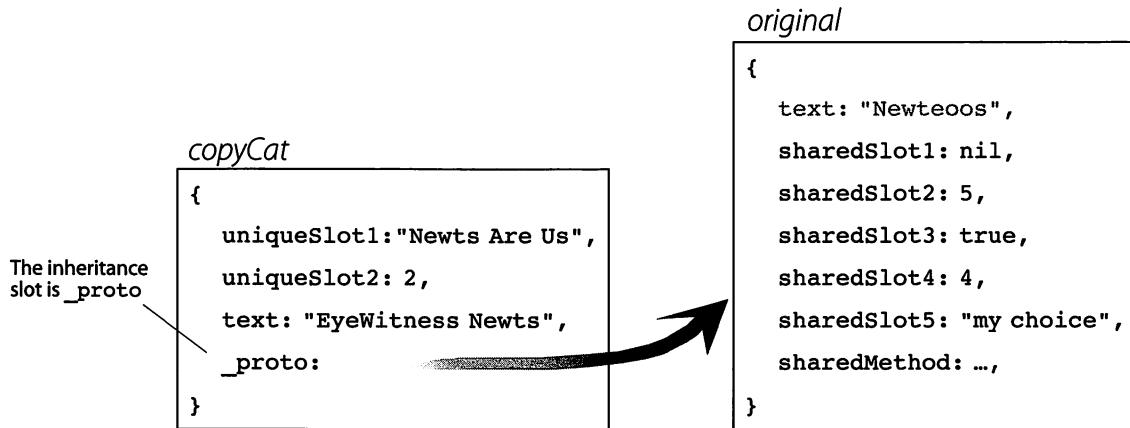 original
{
text: "Newteoos",
sharedSlot1: nil,
sharedSlot2: 5,
sharedSlot3: true,
sharedSlot4: 4,
sharedSlot5: "my choice",
sharedMethod: …,
}
copyCat
{
uniqueSlot1:"Newts Are Us",
uniqueSlot2: 2,
text: "EyeWitness Newts",
_proto:
}
The inheritance
slot is _proto